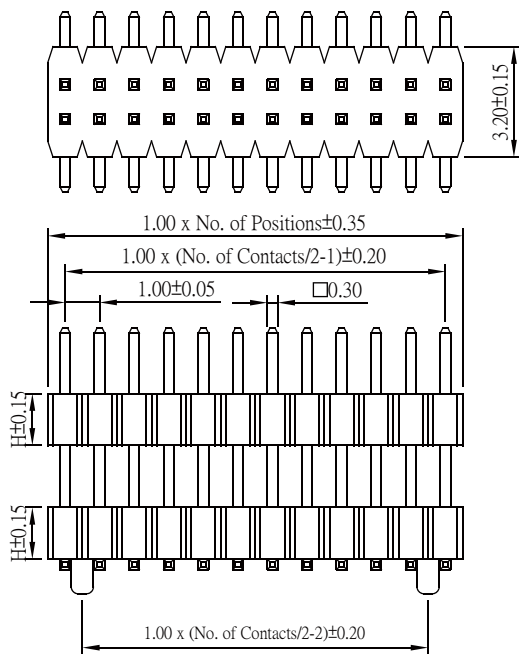 3.20±0.15
1.00 x No. of Positions±0.35
1.00 x (No. of Contacts/2-1)±0.20
1.00±0.05
□0.30
H±0.15
H±0.15
1.00 x (No. of Contacts/2-2)±0.20